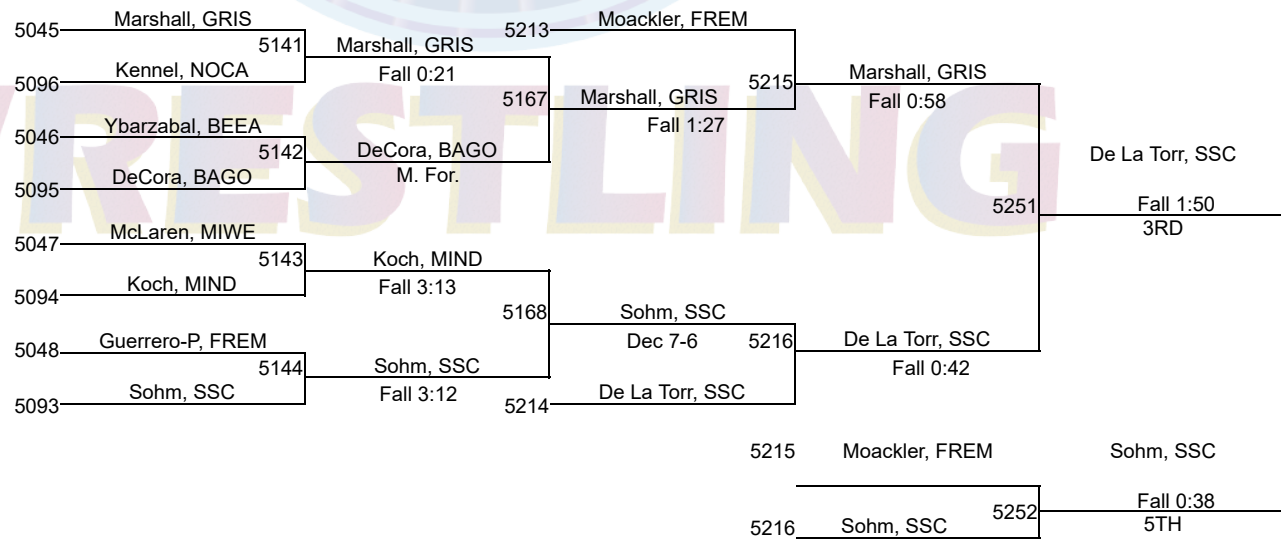 Marshall, GRIS
5045
Moackler, FREM
5213
5141
Marshall, GRIS
Kennel, NOCA
Fall 0:21
5096
5215
Marshall, GRIS
5167
Marshall, GRIS
Fall 0:58
Ybarzabal, BEEA
Fall 1:27
5046
5142
DeCora, BAGO
M. For.
De La Torr, SSC
DeCora, BAGO
5095
WRESTLING
5251
Fall 1:50
3RD
McLaren, MIWE
5047
5143
Koch, MIND
Koch, MIND
Fall 3:13
5094
5168
Sohm, SSC
Guerrero-P, FREM
Dec 7-6
5216
De La Torr, SSC
5048
5144
Sohm, SSC
Fall 0:42
Sohm, SSC
Fall 3:12
De La Torr, SSC
5093
5214
5215
Moackler, FREM
Sohm, SSC
5252
Fall 0:38
5216
Sohm, SSC
5TH